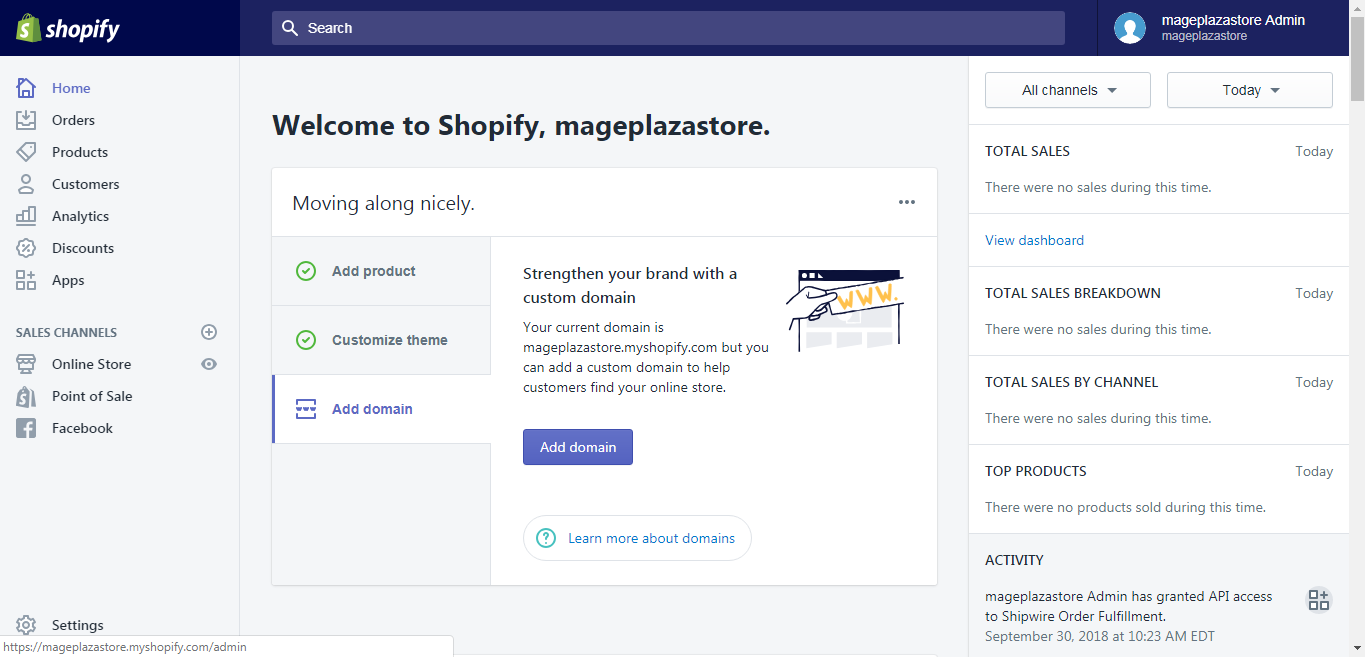 shopify
Search
mageplazastore Admin
mageplazastore
Home
Orders
Products
Customers
Analytics
Discounts
Apps
SALES CHANNELS
Online Store
Point of Sale
Facebook
Settings
https://mageplazastore.myshopify.com/admin
Welcome to Shopify, mageplazastore.
Moving along nicely.
Add product
Customize theme
Add domain
Strengthen your brand with a
custom domain
Your current domain is
mageplazastore.myshopify.com but you
can add a custom domain to help
customers find your online store.
WWW.
Add domain
Learn more about domains
All channels
Today
TOTAL SALES Today
There were no sales during this time.
View dashboard
TOTAL SALES BREAKDOWN Today
There were no sales during this time.
TOTAL SALES BY CHANNEL Today
There were no sales during this time.
TOP PRODUCTS Today
There were no products sold during this time.
ACTIVITY
mageplazastore Admin has granted API access
to Shipwire Order Fulfillment.
September 30, 2018 at 10:23 AM EDT